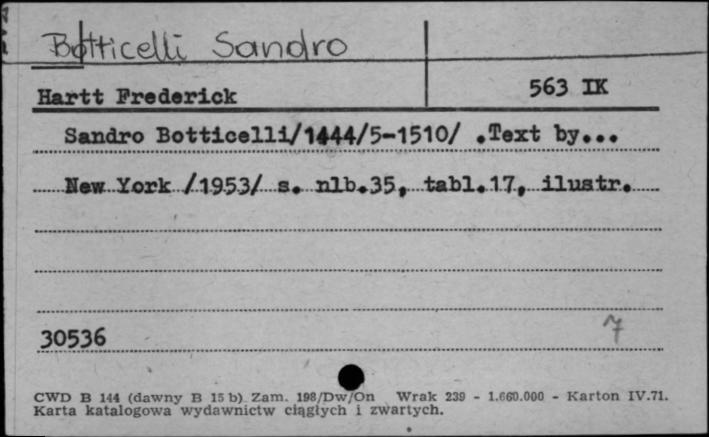 Botticelli Sandro
Hartt Frederick 563 IK
Sandro Botticelli/1444/5-1510/ .Text by...
New York /1953/ s. nlb.35, tabl.17, ilustr.
30536 7
CWD B 144 (dawny B 15 b) Zam. 198/Dw/On Wrak 239 - 1.660.000 - Karton IV.71.
Karta katalogowa wydawnictw ciągłych i zwartych.